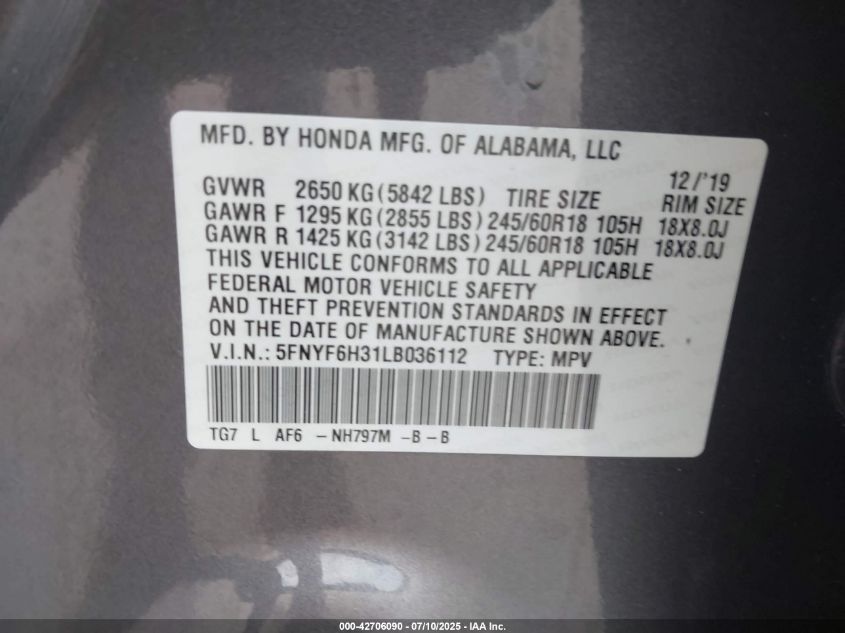 MFD. BY HONDA MFG. OF ALABAMA, LLC
12/'19
GVWR 2650 KG (5842 LBS) TIRE SIZE RIM SIZE
GAWR F 1295 KG (2855 LBS) 245/60R18 105H 18X8.0J
GAWR R 1425 KG (3142 LBS) 245/60R18 105H 18X8.0J
THIS VEHICLE CONFORMS TO ALL APPLICABLE
FEDERAL MOTOR VEHICLE SAFETY
AND THEFT PREVENTION STANDARDS IN EFFECT
ON THE DATE OF MANUFACTURE SHOWN ABOVE.
V.I.N.: 5FNYF6H31LB036112 TYPE: MPV
TG7 L AF6 -NH797M -B-B
000-42706090 - 07/10/2025 - IAA Inc.